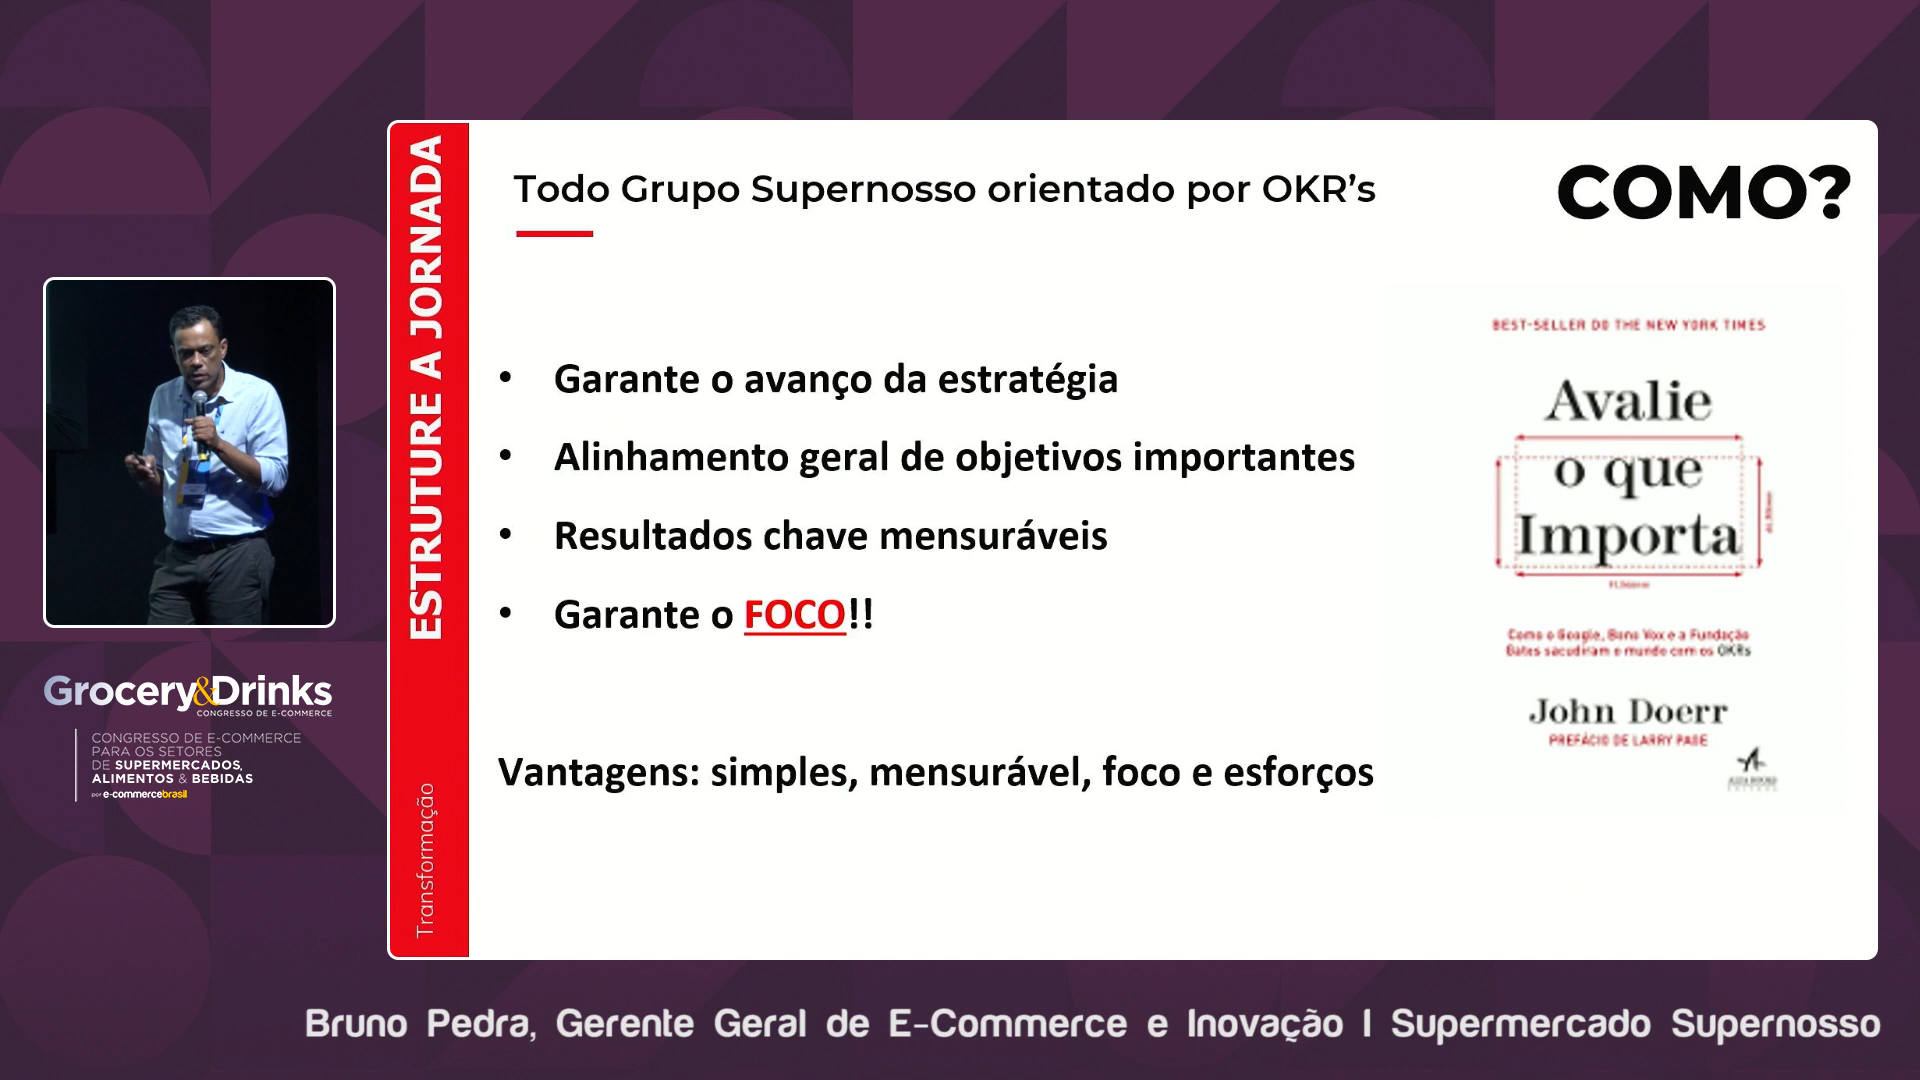 ESTRUTURE A JORNADA
Transformação
Todo Grupo Supernosso orientado por OKR’s
COMO?
• Garante o avanço da estratégia
• Alinhamento geral de objetivos importantes
• Resultados chave mensuráveis
• Garante o FOCO!!
Vantagens: simples, mensurável, foco e esforços
BEST-SELLER DO THE NEW YORK TIMES
Avalie
o que
Importa
Como o Google, Bono Vox e a Fundação
Gates sacudiram o mundo com os OKRs
John Doerr
PREFÁCIO DE LARRY PAGE
Grocery&Drinks
CONGRESSO DE E-COMMERCE
CONGRESSO DE E-COMMERCE
PARA OS SETORES
DE SUPERMERCADOS,
ALIMENTOS & BEBIDAS
por e-commercebrasil
Bruno Pedra, Gerente Geral de E-Commerce e Inovação | Supermercado Supernosso